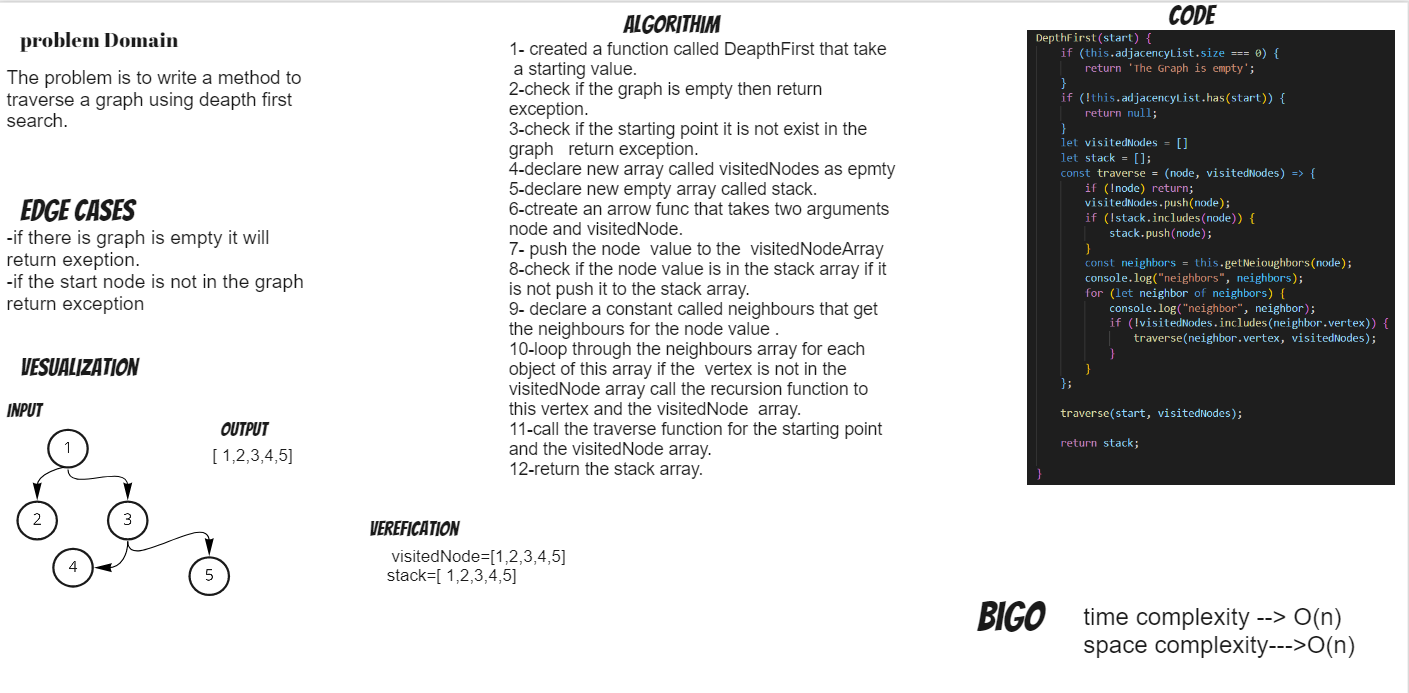 problem Domain
The problem is to write a method to
traverse a graph using deapth first
search.
EDGE CASES
-if there is graph is empty it will
return exeption.
-if the start node is not in the graph
return exception
VESUALIZATION
INPUT
1
2
3
4
5
OUTPUT
[ 1,2,3,4,5]
VEREFICATION
visitedNode=[1,2,3,4,5]
stack=[ 1,2,3,4,5]
ALGORITHIM
1- created a function called DeapthFirst that take
a starting value.
2-check if the graph is empty then return
exception.
3-check if the starting point it is not exist in the
graph   return exception.
4-declare new array called visitedNodes as epmty
5-declare new empty array called stack.
6-ctreate an arrow func that takes two arguments
node and visitedNode.
7- push the node  value to the  visitedNodeArray
8-check if the node value is in the stack array if it
is not push it to the stack array.
9- declare a constant called neighbours that get
the neighbours for the node value .
10-loop through the neighbours array for each
object of this array if the  vertex is not in the
visitedNode array call the recursion function to
this vertex and the visitedNode  array.
11-call the traverse function for the starting point
and the visitedNode array.
12-return the stack array.
CODE
DepthFirst(start) {
if (this.adjacencyList.size === 0) {
return 'The Graph is empty';
}
if (!this.adjacencyList.has(start)) {
return null;
}
let visitedNodes = []
let stack = [];
const traverse = (node, visitedNodes) => {
if (!node) return;
visitedNodes.push(node);
if (!stack.includes(node)) {
stack.push(node);
}
const neighbors = this.getNeioughbors(node);
console.log("neighbors", neighbors);
for (let neighbor of neighbors) {
console.log("neighbor", neighbor);
if (!visitedNodes.includes(neighbor.vertex)) {
traverse(neighbor.vertex, visitedNodes);
}
}
};
traverse(start, visitedNodes);
return stack;
}
BIGO
time complexity --> O(n)
space complexity--->O(n)